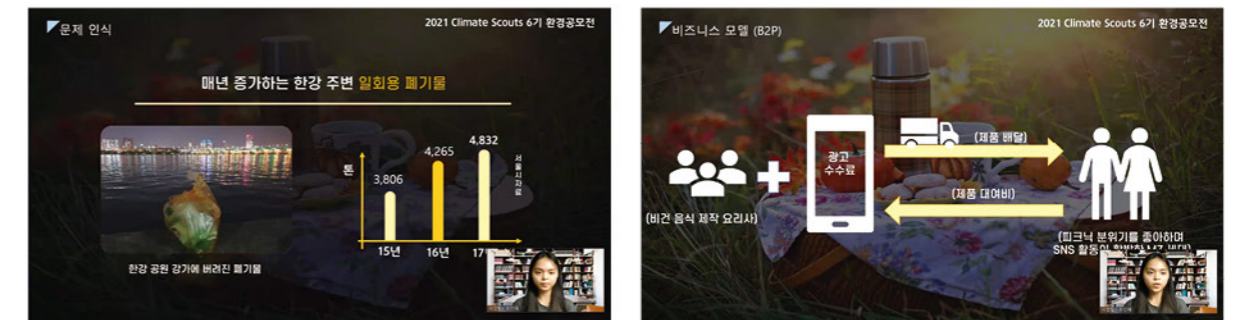 문제 인식
2021 Climate Scouts 6기 환경공모전
매년 증가하는 한강 주변 일회용 폐기물
톤
3,806
4,265
4,832
서울시자료
15년
16년
한강 공원 강가에 버려진 폐기물
비즈니스 모델 (B2P)
2021 Climate Scouts 6기 환경공모전
광고
수수료
(제품 배달)
(제품 대여비)
(비건 음식 제작 요리사)
(피크닉 분위기를 좋아하며
SNS 활동이